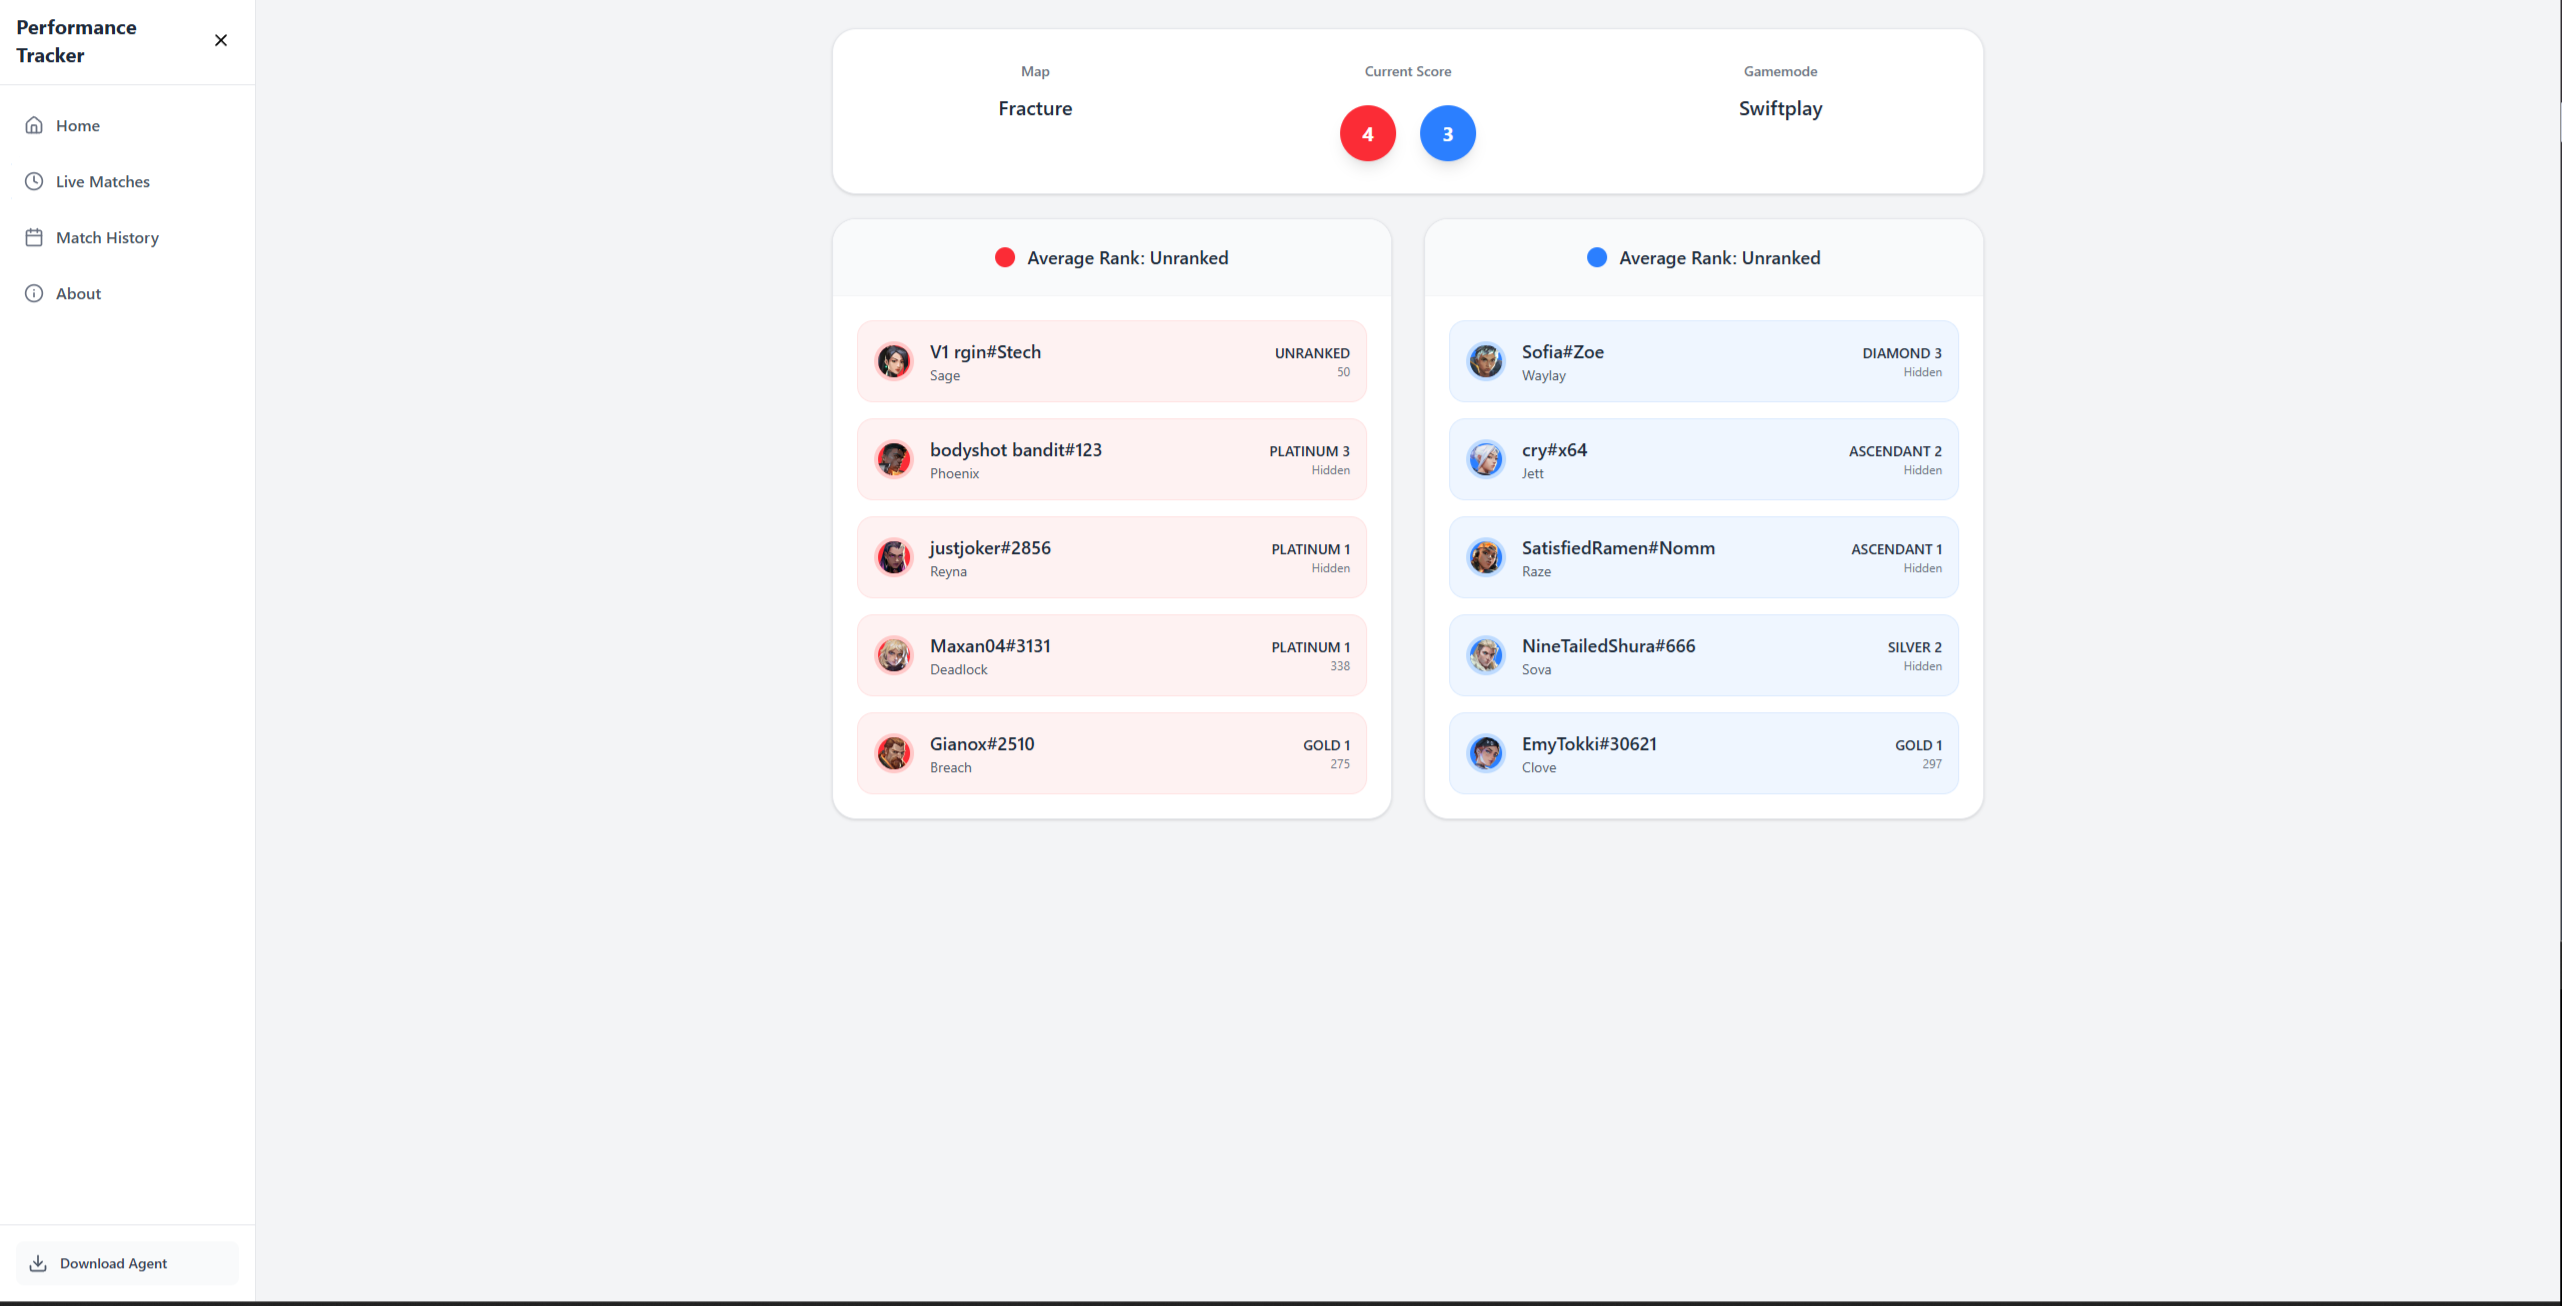 Performance
Tracker
Home
Live Matches
Match History
About
Download Agent
Map
Fracture
Current Score
4
3
Gamemode
Swiftplay
Average Rank: Unranked
V1 rgin#Stech
Sage
UNRANKED
50
bodyshot bandit#123
Phoenix
PLATINUM 3
Hidden
justjoker#2856
Reyna
PLATINUM 1
Hidden
Maxan04#3131
Deadlock
PLATINUM 1
338
Gianox#2510
Breach
GOLD 1
275
Average Rank: Unranked
Sofia#Zoe
Waylay
DIAMOND 3
Hidden
cry#x64
Jett
ASCENDANT 2
Hidden
SatisfiedRamen#Nomm
Raze
ASCENDANT 1
Hidden
NineTailedShura#666
Sova
SILVER 2
Hidden
EmyTokki#30621
Clove
GOLD 1
297